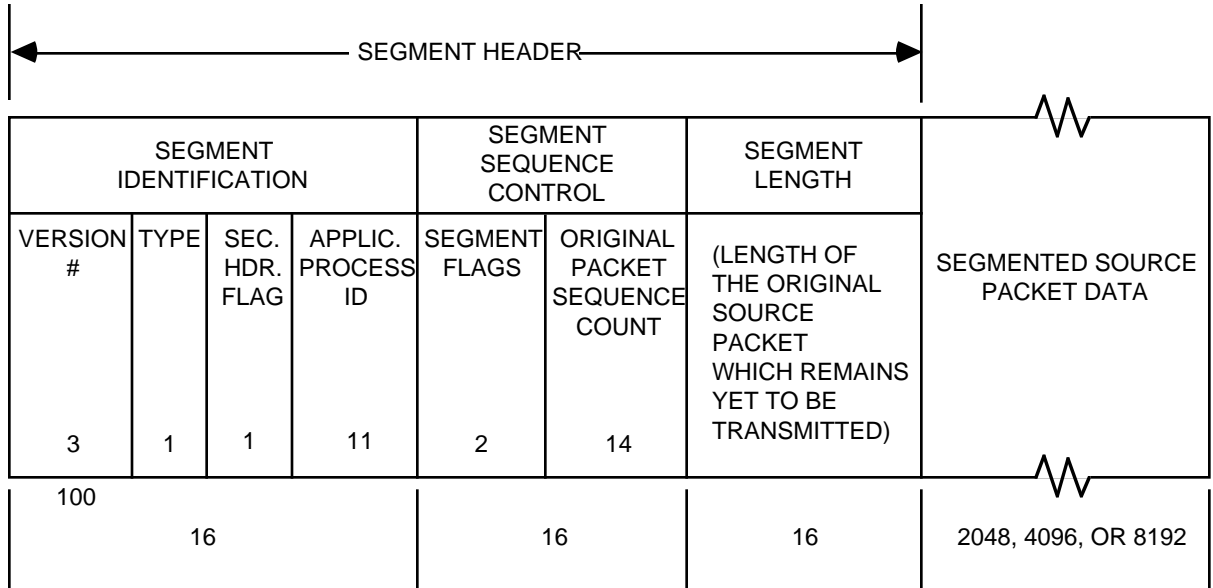 SEGMENT HEADER
SEGMENT
IDENTIFICATION
SEGMENT
SEQUENCE
CONTROL
SEGMENT
LENGTH
VERSION
#
3
TYPE
1
SEC.
HDR.
FLAG
1
APPLIC.
PROCESS
ID
11
SEGMENT
FLAGS
2
ORIGINAL
PACKET
SEQUENCE
COUNT
14
(LENGTH OF
THE ORIGINAL
SOURCE
PACKET
WHICH REMAINS
YET TO BE
TRANSMITTED)
SEGMENTED SOURCE
PACKET DATA
100
16
16
16
2048, 4096, OR 8192